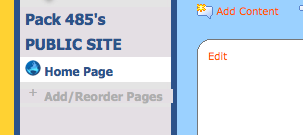 Pack 485's
PUBLIC SITE
Home Page
+ Add/Reorder Pages
Add Content
Edit